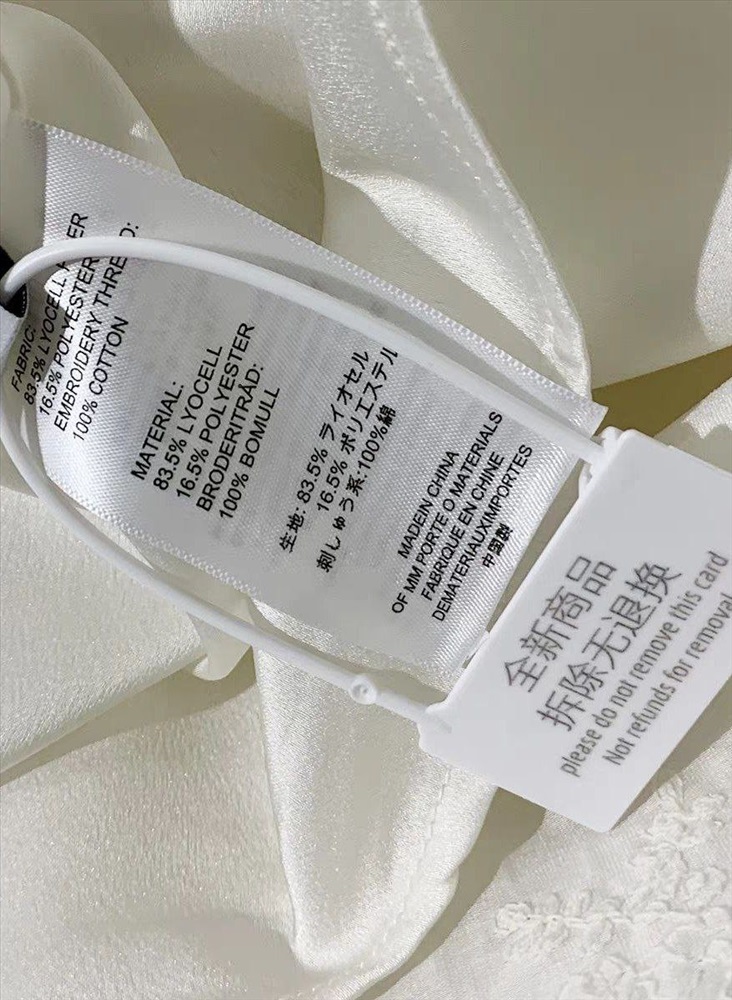 FABRIC:
83.5% LYOCELL
16.5% POLYESTER
EMBROIDERY THREAD:
100% COTTON
MATERIAL:
83.5% LYOCELL
16.5% POLYESTER
BRODERITRÅD:
100% BOMULL
生地: 83.5% ライオセル
16.5% ポリエステル
刺しゅう系:100%綿
MADEIN CHINA
OF MM PORTE O MATERIALS
FABRIQUE EN CHINE
DEMATERIAUXIMPORTES
中国製
全新商品
拆除无退换
please do not remove this card
Not refunds for removal